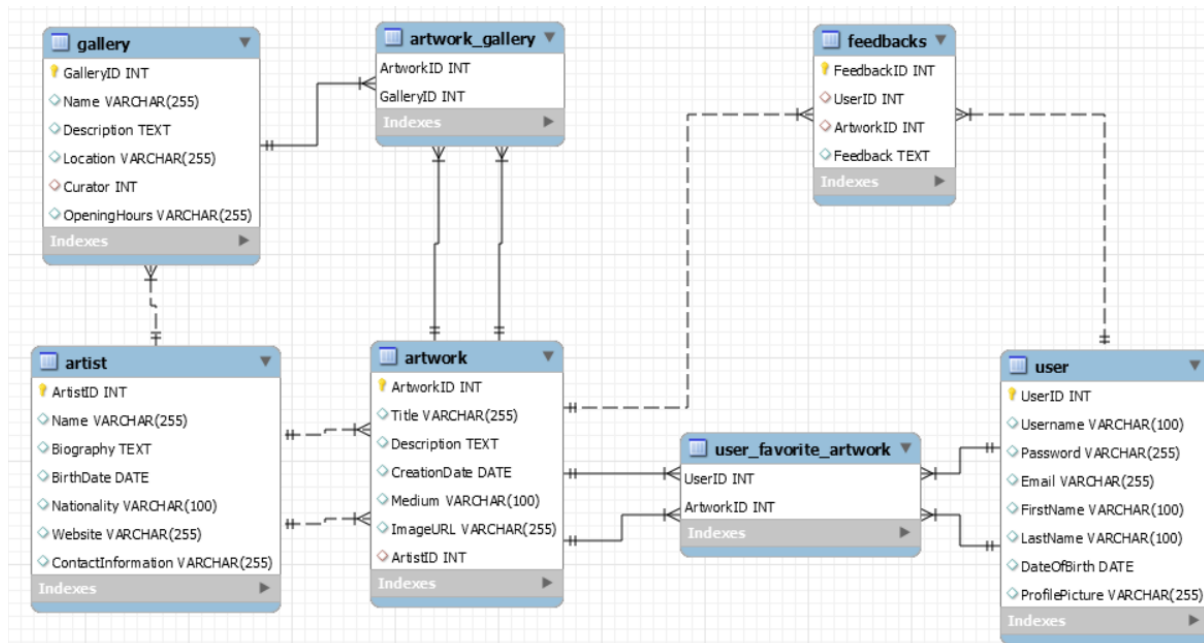 gallery
GalleryID INT
Name VARCHAR(255)
Description TEXT
Location VARCHAR(255)
Curator INT
OpeningHours VARCHAR(255)
Indexes
artwork_gallery
ArtworkID INT
GalleryID INT
Indexes
feedbacks
FeedbackID INT
UserID INT
ArtworkID INT
Feedback TEXT
Indexes
artist
ArtistID INT
Name VARCHAR(255)
Biography TEXT
BirthDate DATE
Nationality VARCHAR(100)
Website VARCHAR(255)
ContactInformation VARCHAR(255)
Indexes
artwork
ArtworkID INT
Title VARCHAR(255)
Description TEXT
CreationDate DATE
Medium VARCHAR(100)
ImageURL VARCHAR(255)
ArtistID INT
Indexes
user_favorite_artwork
UserID INT
ArtworkID INT
Indexes
user
UserID INT
Username VARCHAR(100)
Password VARCHAR(255)
Email VARCHAR(255)
FirstName VARCHAR(100)
LastName VARCHAR(100)
DateOfBirth DATE
ProfilePicture VARCHAR(255)
Indexes